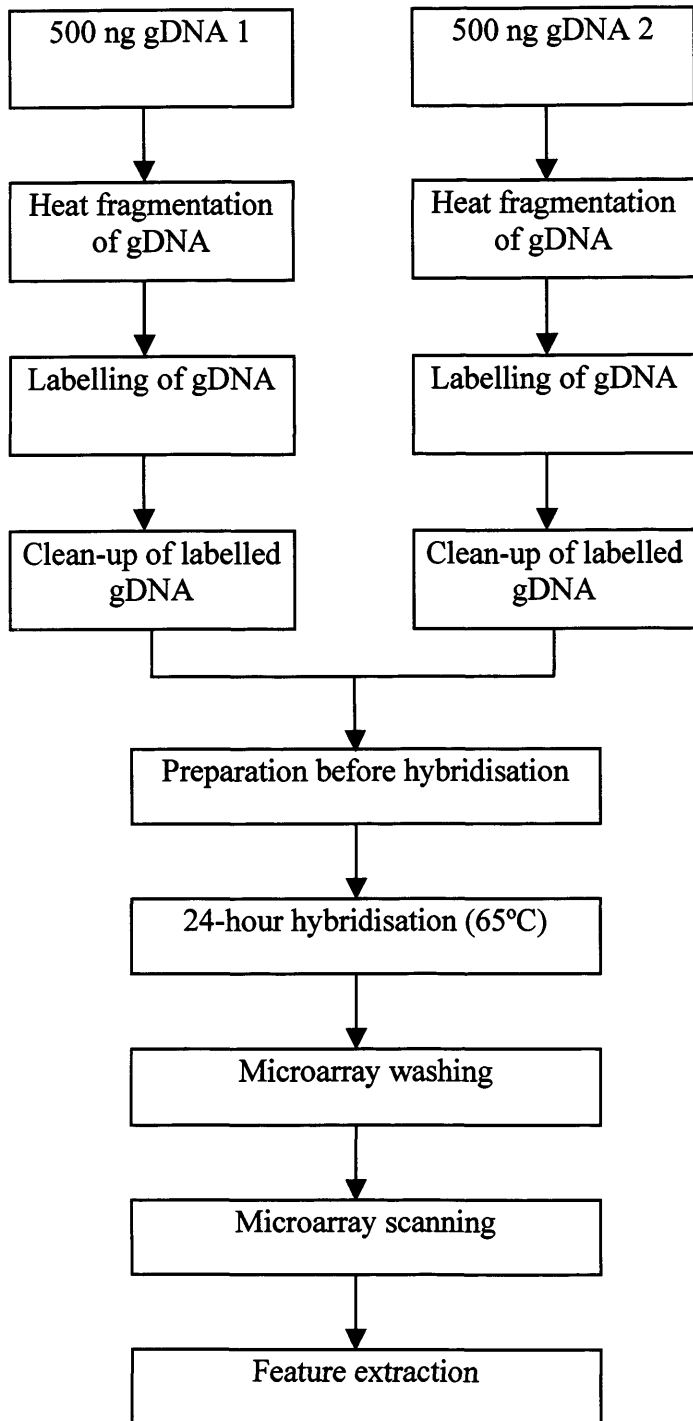 500 ng gDNA 1
500 ng gDNA 2
Heat fragmentation
of gDNA
Heat fragmentation
of gDNA
Labelling of gDNA
Labelling of gDNA
Clean-up of labelled
gDNA
Clean-up of labelled
gDNA
Preparation before hybridisation
24-hour hybridisation (65ºC)
Microarray washing
Microarray scanning
Feature extraction